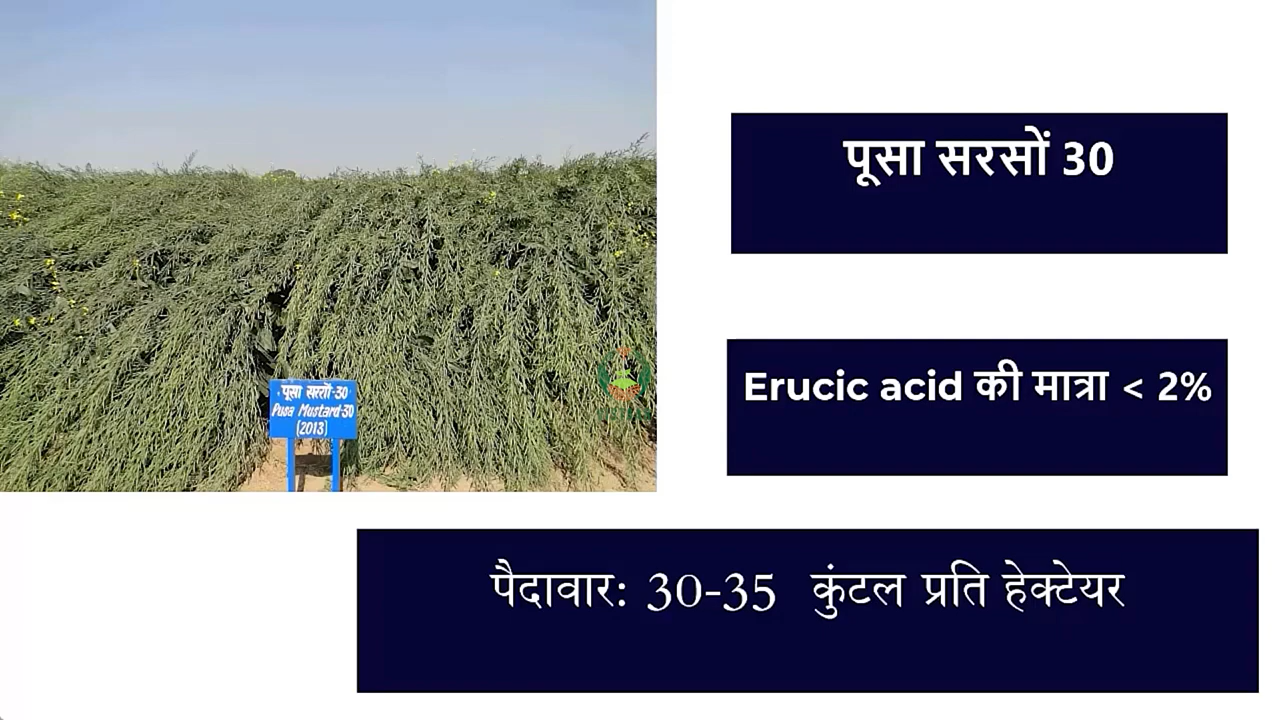 पूसा सरसों 30
Erucic acid की मात्रा < 2%
पूसा सरसों-30
Pusa Mustard-30
(2013)
पैदावार: 30-35 कुंटल प्रति हेक्टेयर